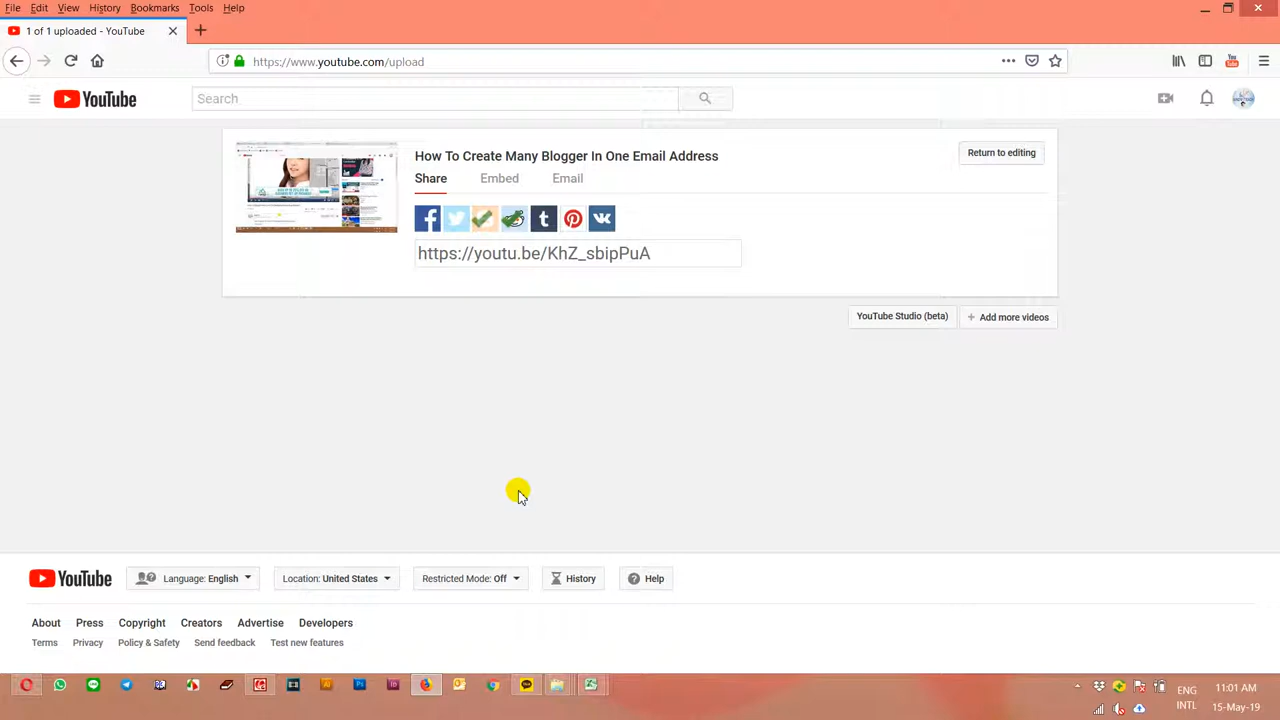 File Edit View History Bookmarks Tools Help
1 of 1 uploaded - YouTube
https://www.youtube.com/upload
YouTube
Search
How To Create Many Blogger In One Email Address
Return to editing
Share Embed Email
https://youtu.be/KhZ_sbipPuA
YouTube Studio (beta)
+ Add more videos
YouTube
Language: English
Location: United States
Restricted Mode: Off
History
Help
About Press Copyright Creators Advertise Developers
Terms Privacy Policy & Safety Send feedback Test new features
ENG
INTL
11:01 AM
15-May-19